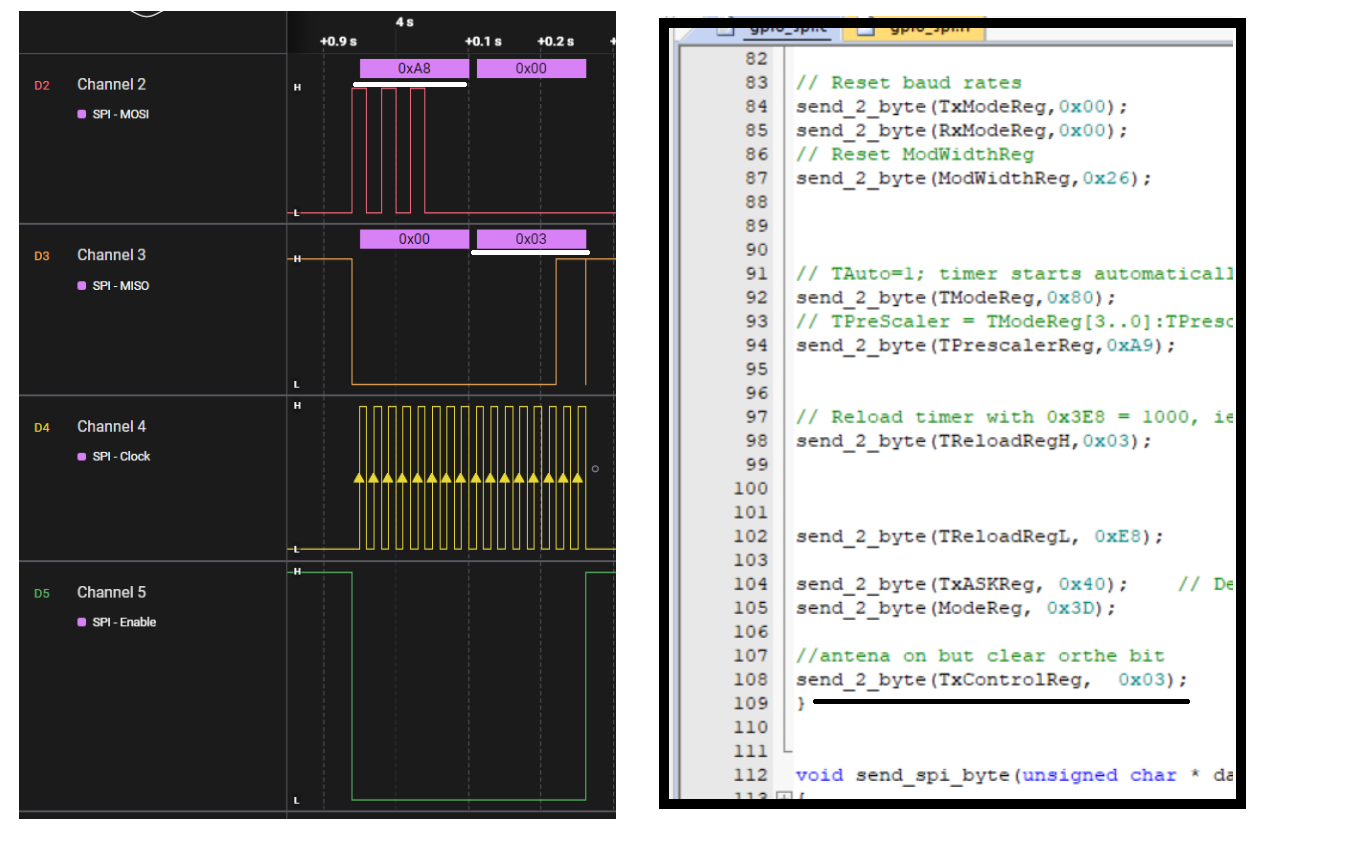 4 s
+0.9 s +0.1 s +0.2 s +
0xA8 0x00
D2 Channel 2
H
SPI - MOSI
L
0x00 0x03
D3 Channel 3
H
SPI - MISO
L
H
D4 Channel 4
SPI - Clock
L
H
D5 Channel 5
SPI - Enable
L
gpio_spi.c gpio_spi.h
82
83 // Reset baud rates
84 send_2_byte(TxModeReg,0x00);
85 send_2_byte(RxModeReg,0x00);
86 // Reset ModWidthReg
87 send_2_byte(ModWidthReg,0x26);
88
89
90
91 // TAuto=1; timer starts automaticall
92 send_2_byte(TModeReg,0x80);
93 // TPreScaler = TModeReg[3..0]:TPresc
94 send_2_byte(TPrescalerReg,0xA9);
95
96
97 // Reload timer with 0x3E8 = 1000, ie
98 send_2_byte(TReloadRegH,0x03);
99
100
101
102 send_2_byte(TReloadRegL, 0xE8);
103
104 send_2_byte(TxASKReg, 0x40); // De
105 send_2_byte(ModeReg, 0x3D);
106
107 //antena on but clear orthe bit
108 send_2_byte(TxControlReg, 0x03);
109 }
110
111
112 void send_spi_byte(unsigned char * da
113 {